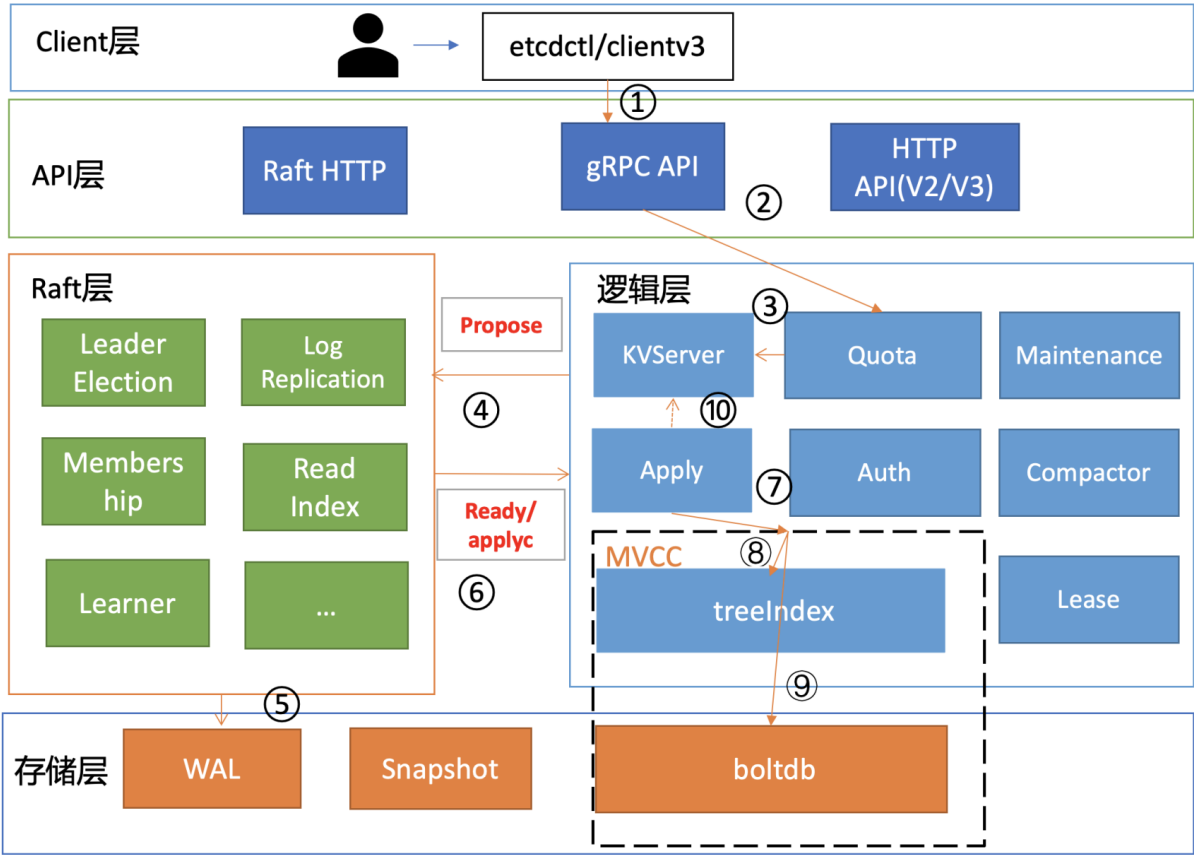 Client层
etcdctl/clientv3
①
API层
Raft HTTP
gRPC API
HTTP
API(V2/V3)
②
Raft层
Leader
Election
Log
Replication
Members
hip
Read
Index
Learner
...
Propose
④
Ready/
applyc
⑥
逻辑层
③
KVServer
Quota
Maintenance
⑩
Apply
⑦
Auth
Compactor
MVCC
⑧
treeIndex
Lease
⑨
⑤
存储层
WAL
Snapshot
boltdb